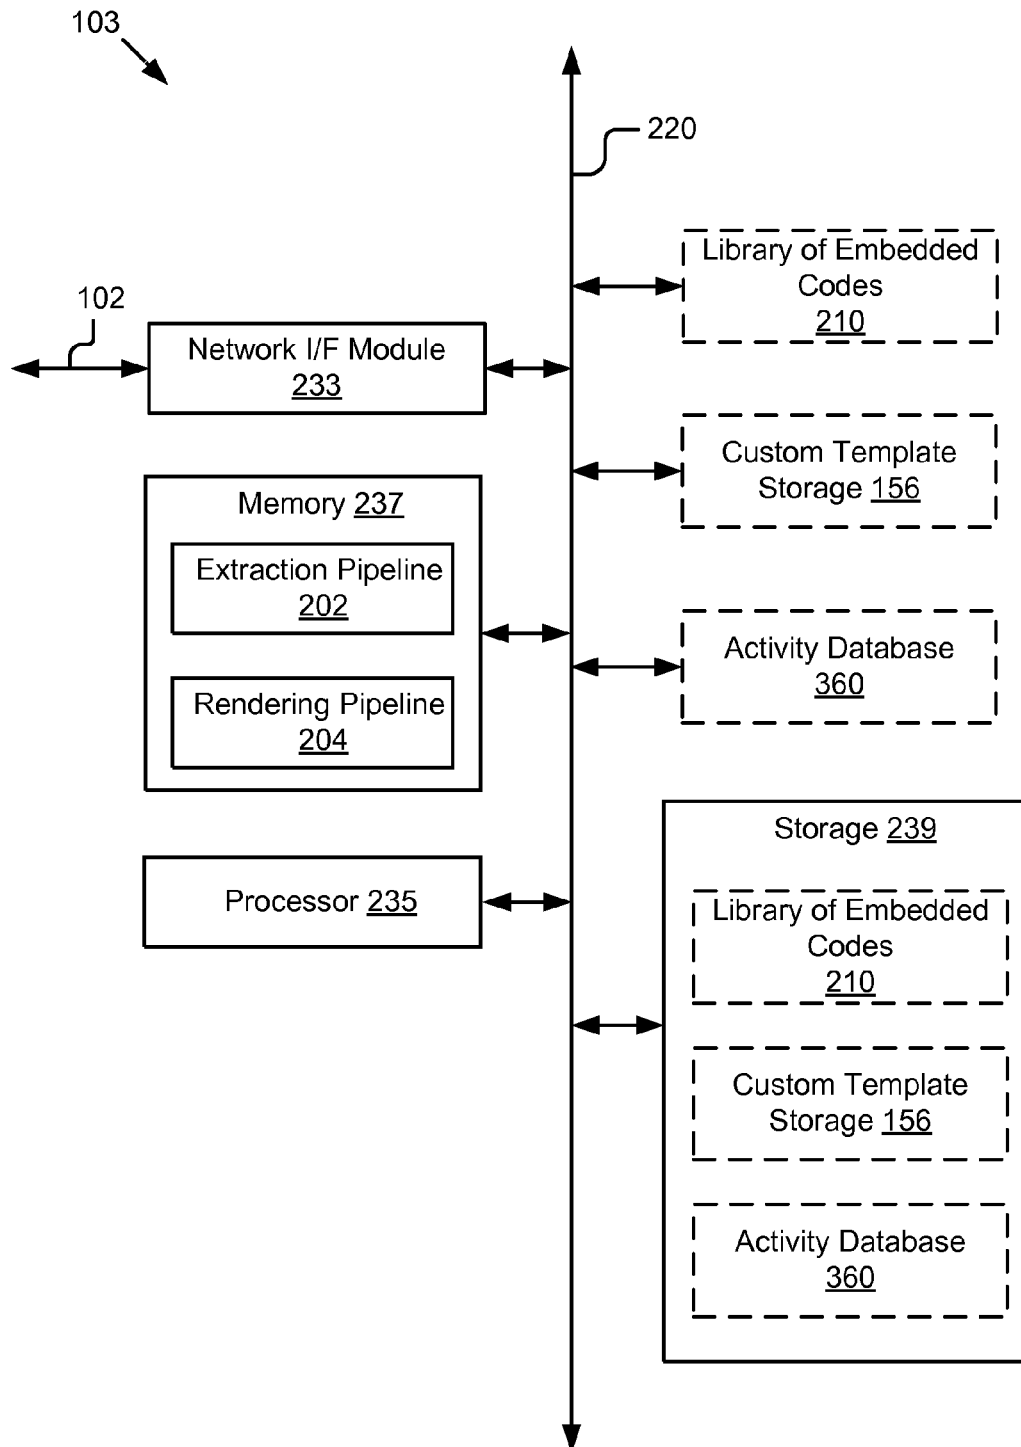 103
220
Library of Embedded
Codes
210
102
Network I/F Module
233
Custom Template
Storage 156
Memory 237
Extraction Pipeline
202
Rendering Pipeline
204
Activity Database
360
Processor 235
Storage 239
Library of Embedded
Codes
210
Custom Template
Storage 156
Activity Database
360